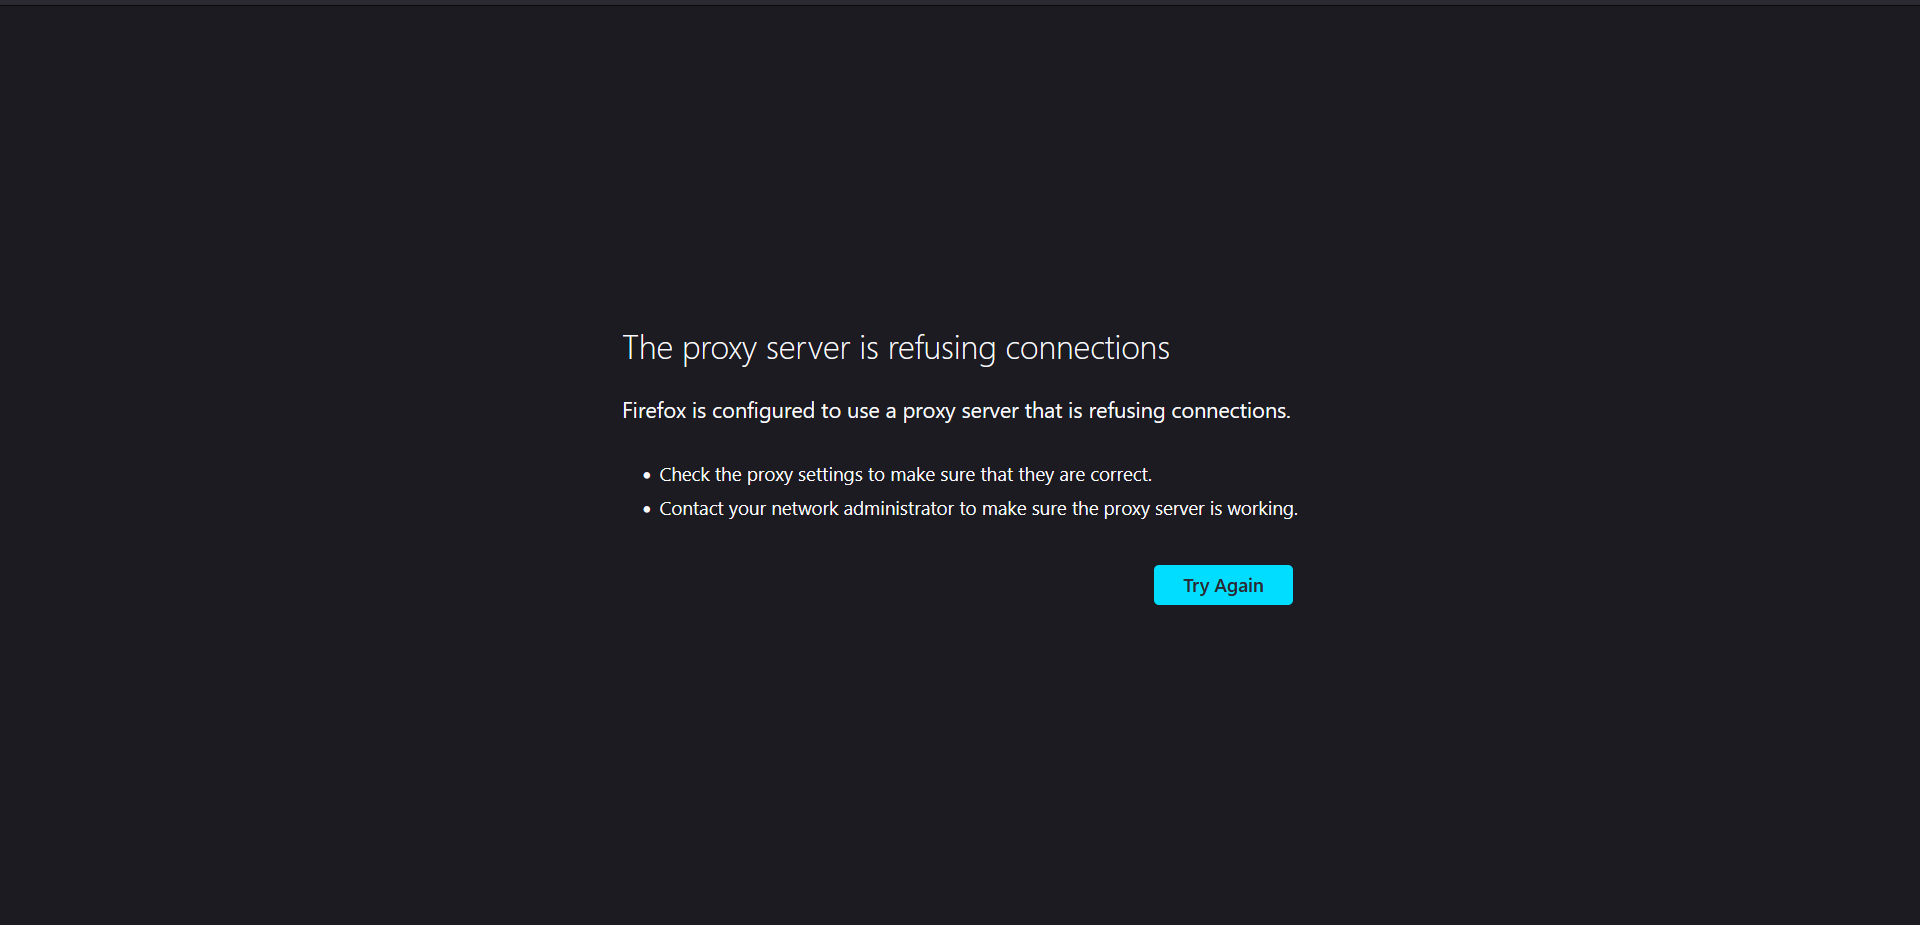 The proxy server is refusing connections
Firefox is configured to use a proxy server that is refusing connections.
• Check the proxy settings to make sure that they are correct.
• Contact your network administrator to make sure the proxy server is working.
Try Again